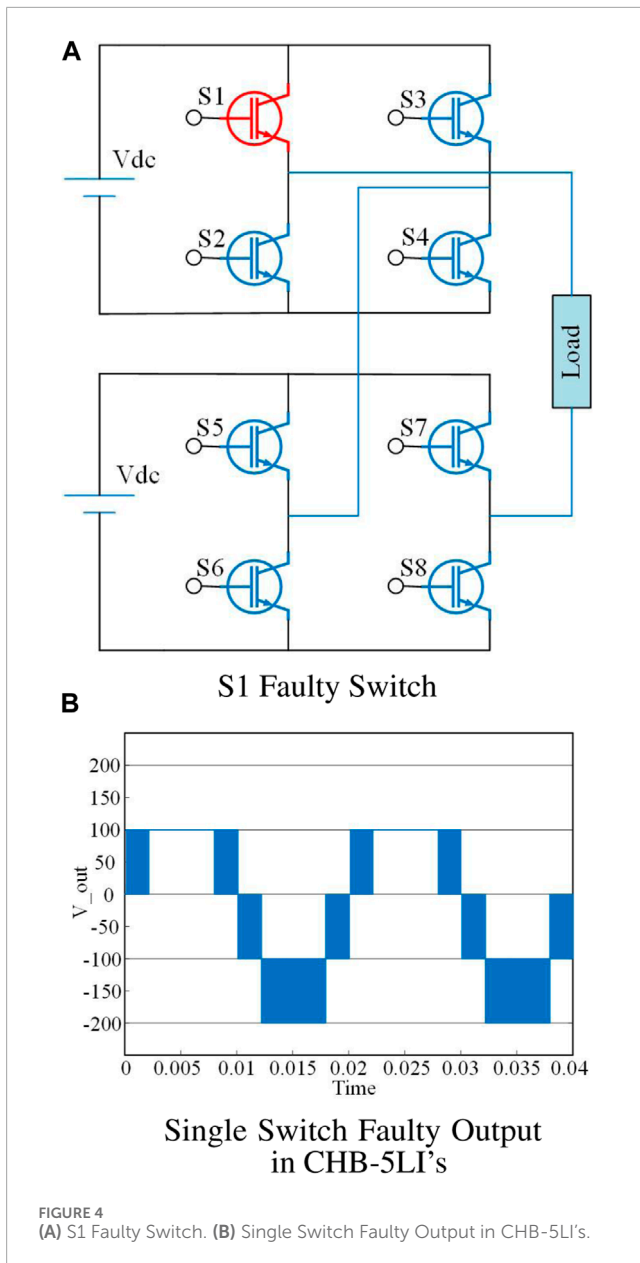 A
S1
S3
Vdc
S2
S4
Load
S5
S7
Vdc
S6
S8
S1 Faulty Switch
B
200
150
100
50
0
-50
-100
-150
-200
V_out
0 0.005 0.01 0.015 0.02 0.025 0.03 0.035 0.04
Time
Single Switch Faulty Output
in CHB-5LI's
FIGURE 4
(A) S1 Faulty Switch. (B) Single Switch Faulty Output in CHB-5LI's.